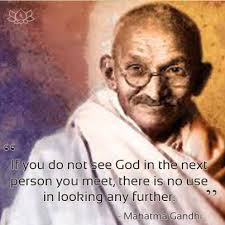 “ If you do not see God in the next
person you meet, there is no use
in looking any further. ”
- Mahatma Gandhi